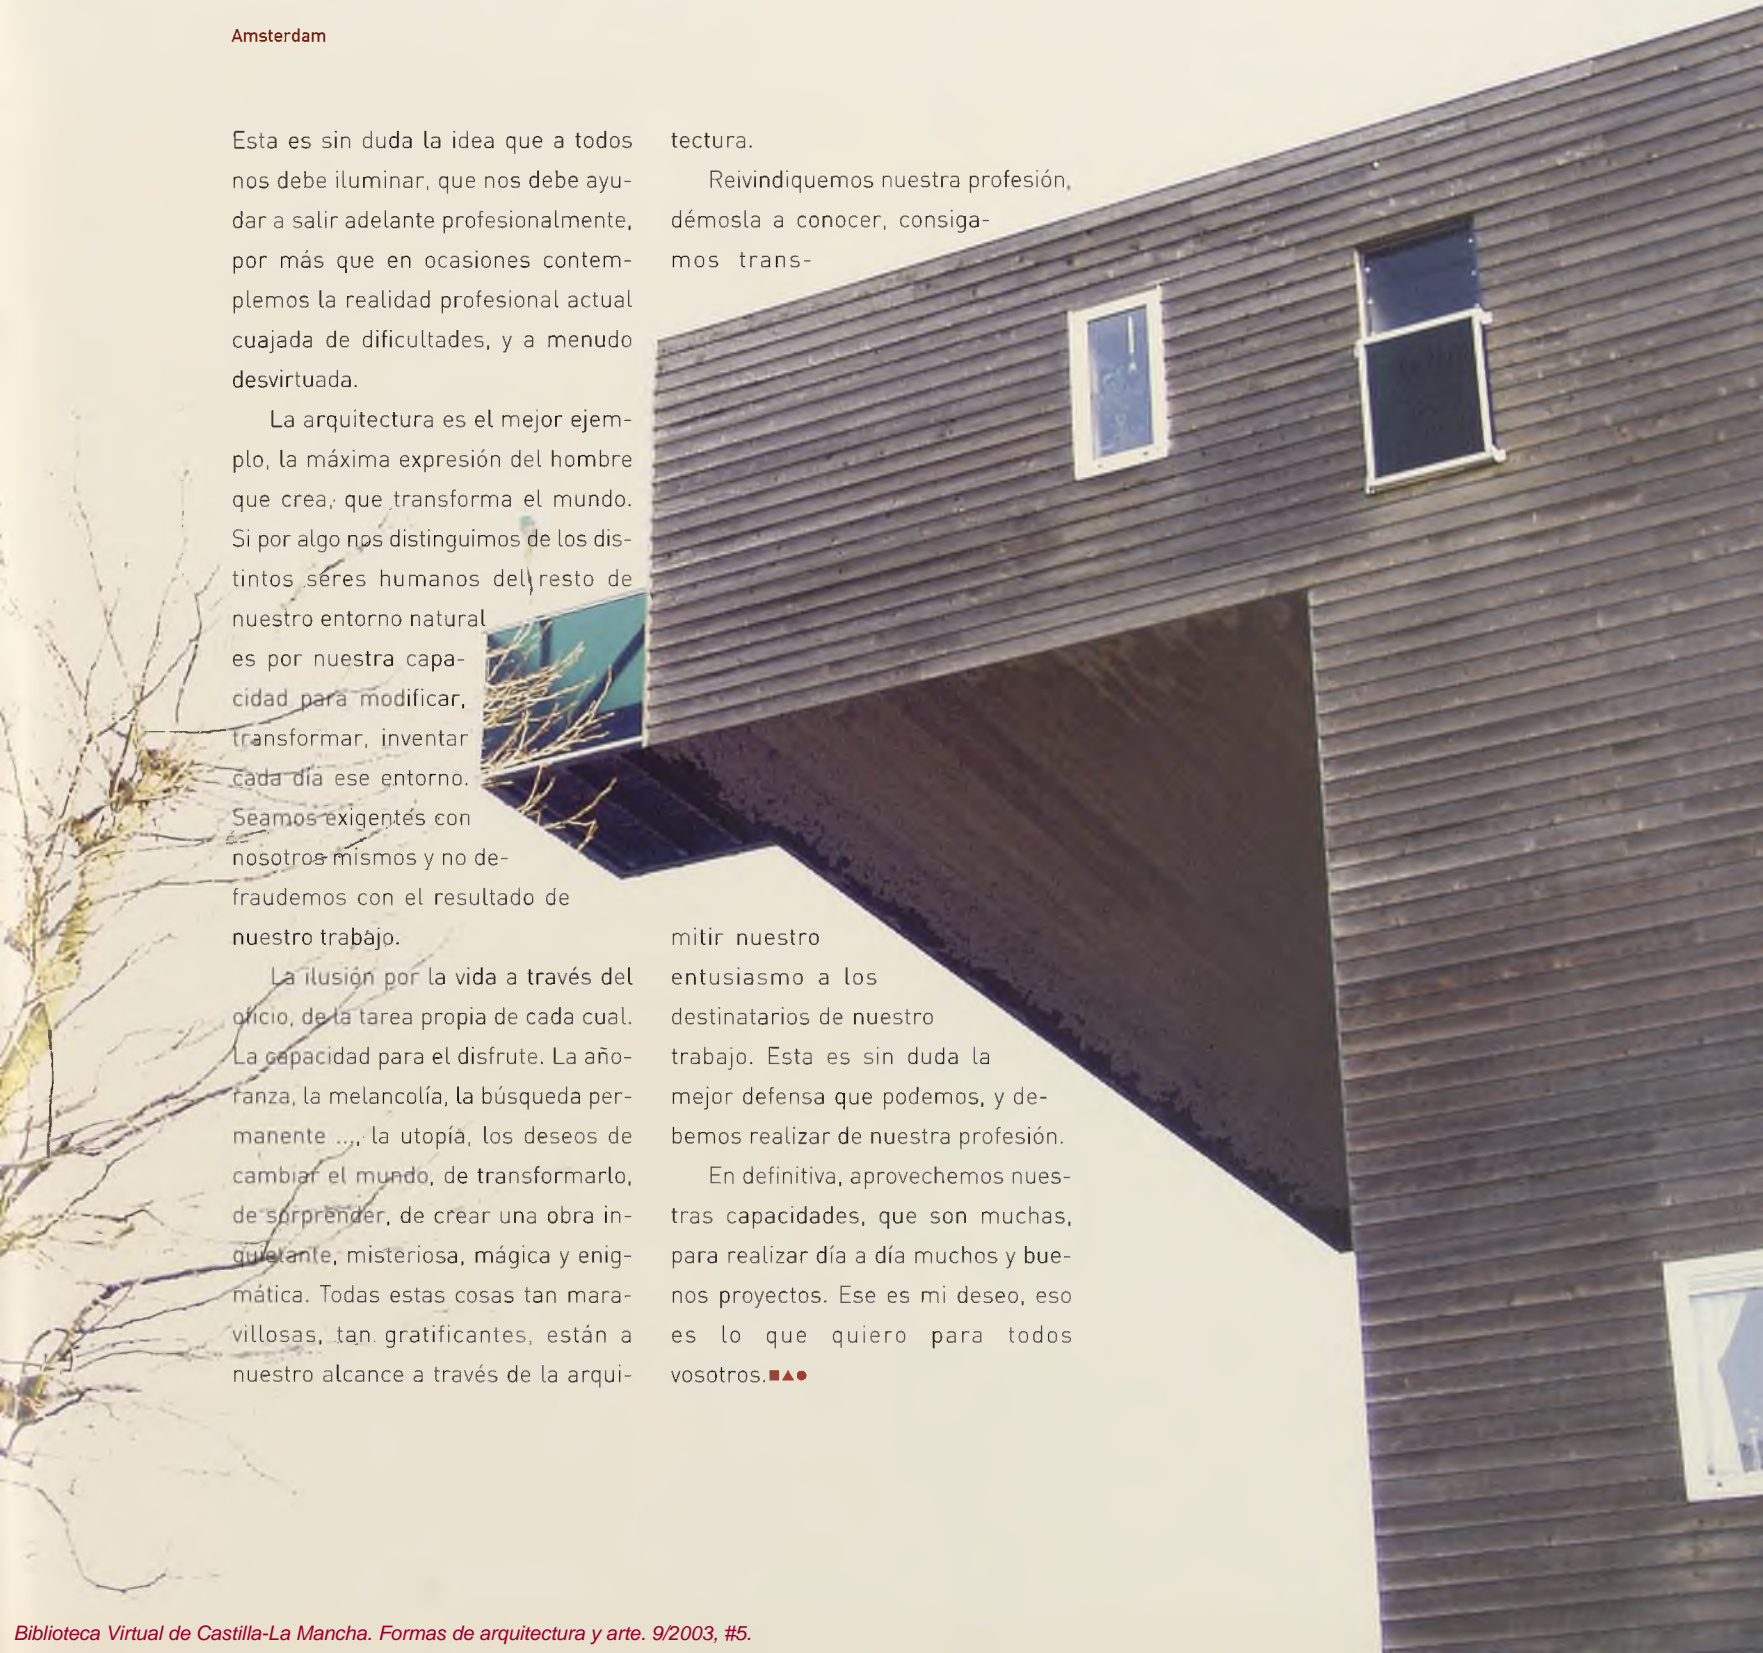 Amsterdam
Esta es sin duda la idea que a todos
nos debe iluminar, que nos debe ayu-
dar a salir adelante profesionalmente,
por más que en ocasiones contem-
plemos la realidad profesional actual
cuajada de dificultades, y a menudo
desvirtuada.
La arquitectura es el mejor ejem-
plo, la máxima expresión del hombre
que crea, que transforma el mundo.
Si por algo nos distinguimos de los dis-
tintos seres humanos del resto de
nuestro entorno natural
es por nuestra capa-
cidad para modificar,
transformar, inventar
cada día ese entorno.
Seamos exigentes con
nosotros mismos y no de-
fraudemos con el resultado de
nuestro trabajo.
La ilusión por la vida a través del
oficio, de la tarea propia de cada cual.
La capacidad para el disfrute. La año-
ranza, la melancolía, la búsqueda per-
manente ..., la utopía, los deseos de
cambiar el mundo, de transformarlo,
de sorprender, de crear una obra in-
quietante, misteriosa, mágica y enig-
mática. Todas estas cosas tan mara-
villosas, tan gratificantes, están a
nuestro alcance a través de la arqui-
tectura.
Reivindiquemos nuestra profesión,
démosla a conocer, consiga-
mos trans-
mitir nuestro
entusiasmo a los
destinatarios de nuestro
trabajo. Esta es sin duda la
mejor defensa que podemos, y de-
bemos realizar de nuestra profesión.
En definitiva, aprovechemos nues-
tras capacidades, que son muchas,
para realizar día a día muchos y bue-
nos proyectos. Ese es mi deseo, eso
es lo que quiero para todos
vosotros.■▲●
Biblioteca Virtual de Castilla-La Mancha. Formas de arquitectura y arte. 9/2003, #5.